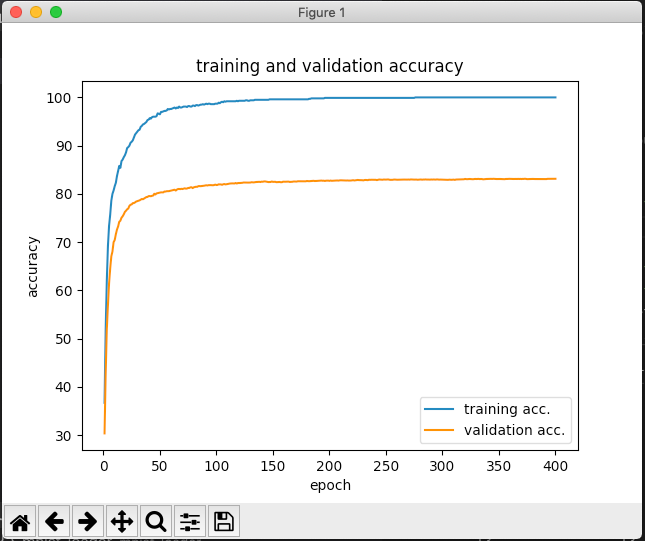 Figure 1
training and validation accuracy
100
90
80
70
60
50
40
30
accuracy
training acc.
validation acc.
0 50 100 150 200 250 300 350 400
epoch